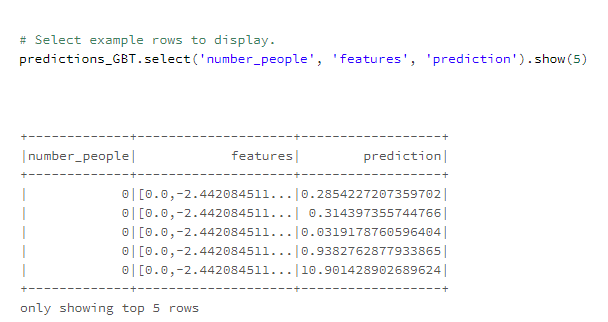 # Select example rows to display.
predictions_GBT.select('number_people', 'features', 'prediction').show(5)
+-------------+--------------------+------------------+
|number_people|            features|        prediction|
+-------------+--------------------+------------------+
|            0|[0.0,-2.442084511...|0.2854227207359702|
|            0|[0.0,-2.442084511...| 0.314397355744766|
|            0|[0.0,-2.442084511...|0.0319178760596404|
|            0|[0.0,-2.442084511...|0.9382762877933865|
|            0|[0.0,-2.442084511...|10.901428902689624|
+-------------+--------------------+------------------+
only showing top 5 rows